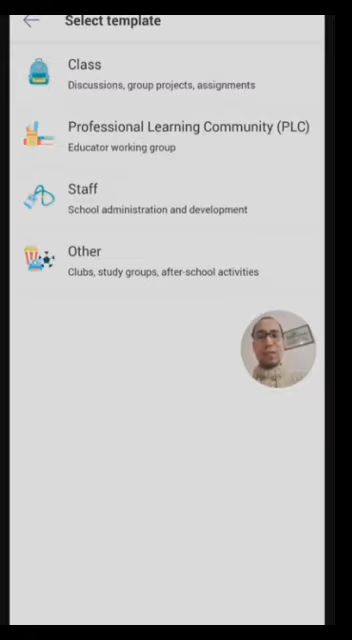 Select template
Class
Discussions, group projects, assignments
Professional Learning Community (PLC)
Educator working group
Staff
School administration and development
Other
Clubs, study groups, after-school activities